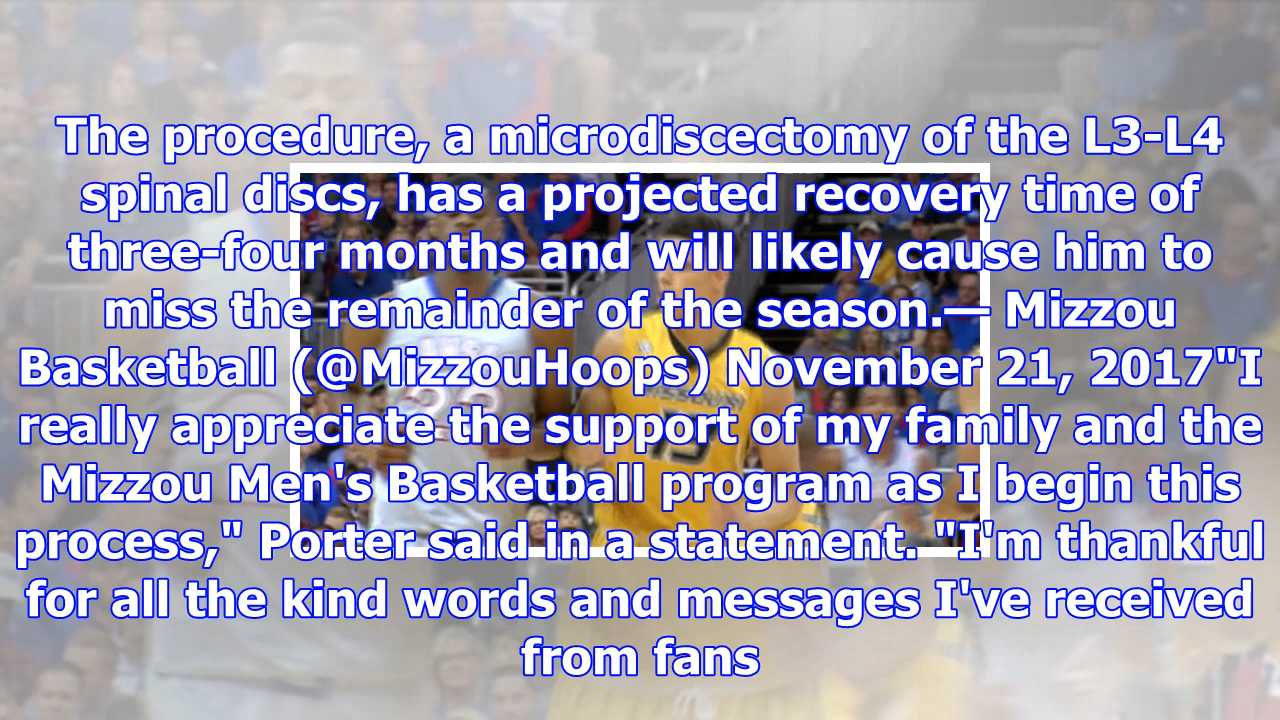 The procedure, a microdiscectomy of the L3-L4
spinal discs, has a projected recovery time of
three-four months and will likely cause him to
miss the remainder of the season.— Mizzou
Basketball (@MizzouHoops) November 21, 2017"I
really appreciate the support of my family and the
Mizzou Men's Basketball program as I begin this
process," Porter said in a statement. "I'm thankful
for all the kind words and messages I've received
from fans